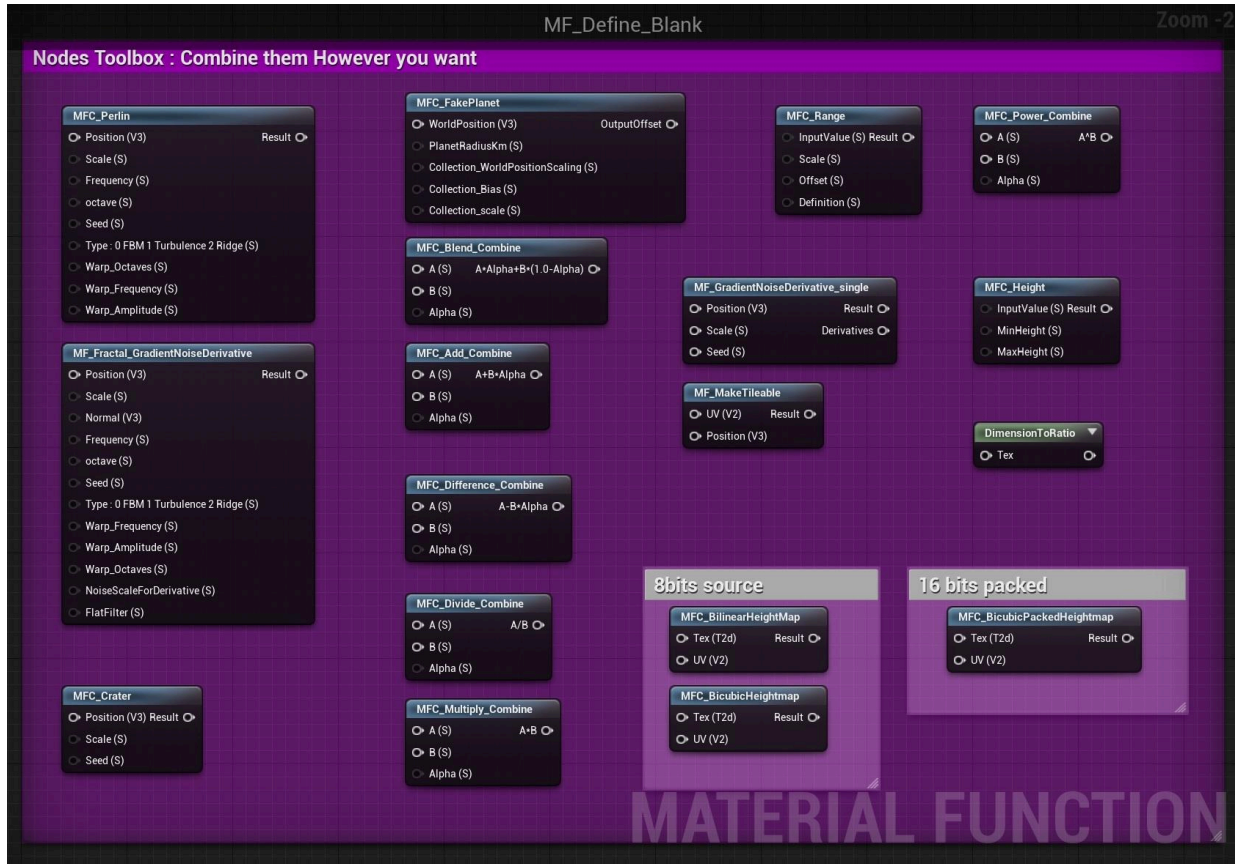 MF_Define_Blank
Zoom -2
Nodes Toolbox : Combine them However you want
MFC_Perlin
Position (V3) Result
Scale (S)
Frequency (S)
octave (S)
Seed (S)
Type : 0 FBM 1 Turbulence 2 Ridge (S)
Warp_Octaves (S)
Warp_Frequency (S)
Warp_Amplitude (S)
MF_Fractal_GradientNoiseDerivative
Position (V3) Result
Scale (S)
Normal (V3)
Frequency (S)
octave (S)
Seed (S)
Type : 0 FBM 1 Turbulence 2 Ridge (S)
Warp_Frequency (S)
Warp_Amplitude (S)
Warp_Octaves (S)
NoiseScaleForDerivative (S)
FlatFilter (S)
MFC_Crater
Position (V3) Result
Scale (S)
Seed (S)
MFC_FakePlanet
WorldPosition (V3) OutputOffset
PlanetRadiusKm (S)
Collection_WorldPositionScaling (S)
Collection_Bias (S)
Collection_scale (S)
MFC_Blend_Combine
A (S) A*Alpha+B*(1.0-Alpha)
B (S)
Alpha (S)
MFC_Add_Combine
A (S) A+B*Alpha
B (S)
Alpha (S)
MFC_Difference_Combine
A (S) A-B*Alpha
B (S)
Alpha (S)
MFC_Divide_Combine
A (S) A/B
B (S)
Alpha (S)
MFC_Multiply_Combine
A (S) A*B
B (S)
Alpha (S)
MFC_Range
InputValue (S) Result
Scale (S)
Offset (S)
Definition (S)
MFC_Power_Combine
A (S) A^B
B (S)
Alpha (S)
MF_GradientNoiseDerivative_single
Position (V3) Result
Scale (S) Derivatives
Seed (S)
MFC_Height
InputValue (S) Result
MinHeight (S)
MaxHeight (S)
MF_MakeTileable
UV (V2) Result
Position (V3)
DimensionToRatio
Tex
8bits source
MFC_BilinearHeightMap
Tex (T2d) Result
UV (V2)
MFC_BicubicHeightmap
Tex (T2d) Result
UV (V2)
16 bits packed
MFC_BicubicPackedHeightmap
Tex (T2d) Result
UV (V2)
MATERIAL FUNCTION